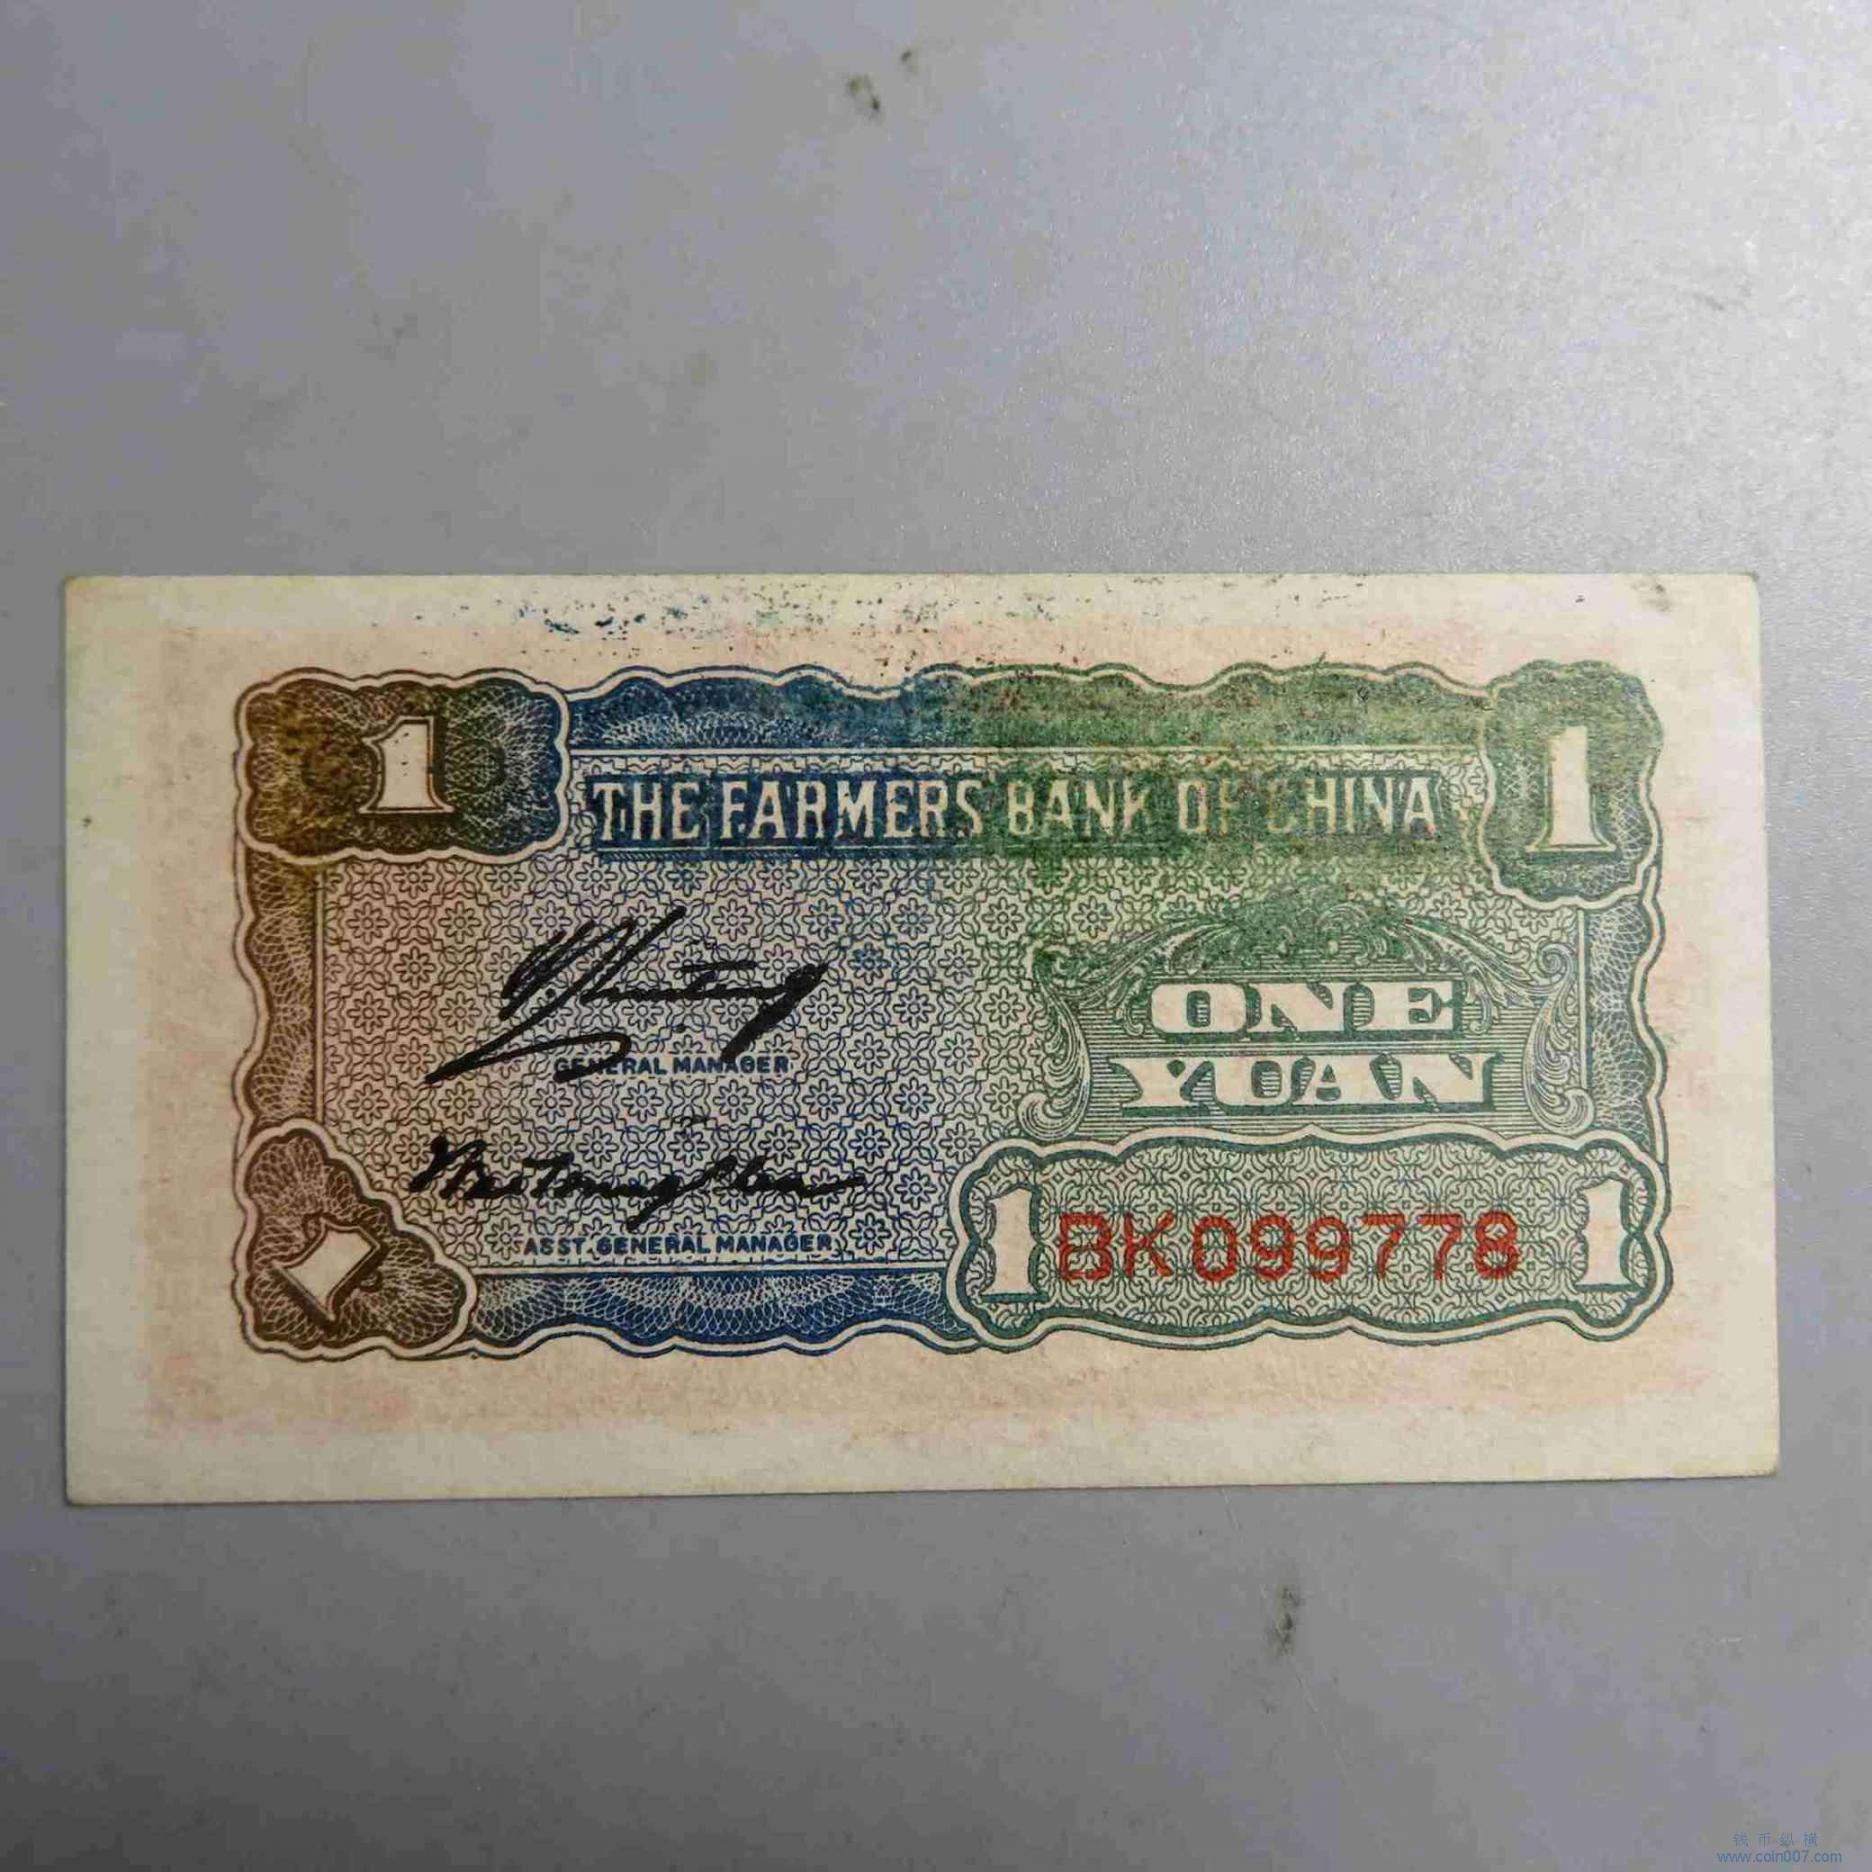 1
1
THE FARMERS BANK OF CHINA
ONE
YUAN
GENERAL MANAGER
ASST. GENERAL MANAGER
1 BK099778 1
1
钱币纵横
www.coin007.com